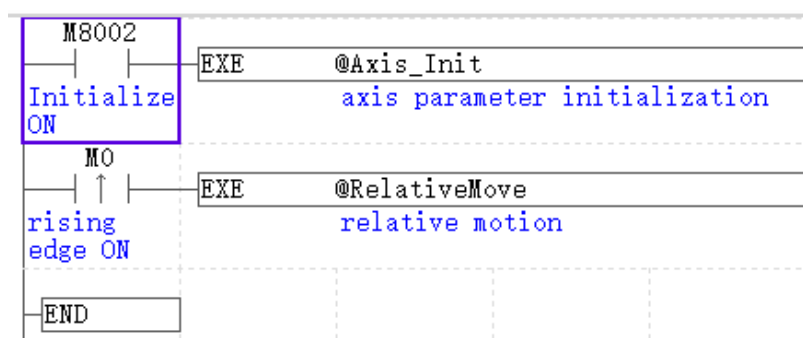 M8002
EXE @Axis_Init
Initialize axis parameter initialization
ON
M0
EXE @RelativeMove
rising relative motion
edge ON
END